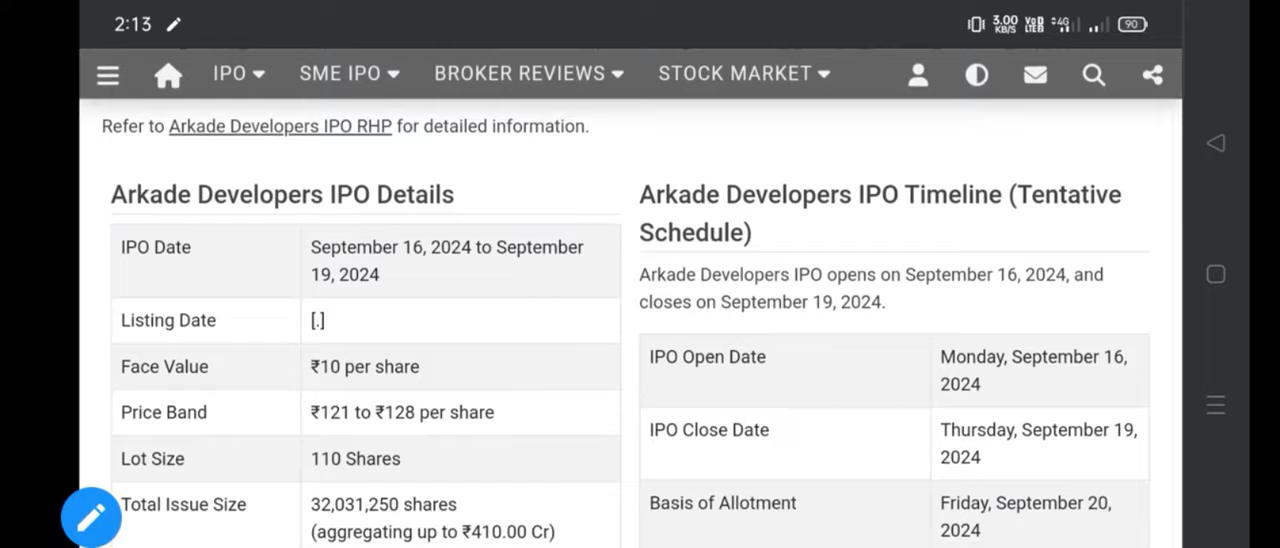 2:13
3.00 KB/S
VoD LTE
4G
90
IPO
SME IPO
BROKER REVIEWS
STOCK MARKET
Refer to Arkade Developers IPO RHP for detailed information.
Arkade Developers IPO Details
IPO Date
September 16, 2024 to September
19, 2024
Listing Date
[.]
Face Value
₹10 per share
Price Band
₹121 to ₹128 per share
Lot Size
110 Shares
Total Issue Size
32,031,250 shares
(aggregating up to ₹410.00 Cr)
Arkade Developers IPO Timeline (Tentative
Schedule)
Arkade Developers IPO opens on September 16, 2024, and
closes on September 19, 2024.
IPO Open Date
Monday, September 16,
2024
IPO Close Date
Thursday, September 19,
2024
Basis of Allotment
Friday, September 20,
2024